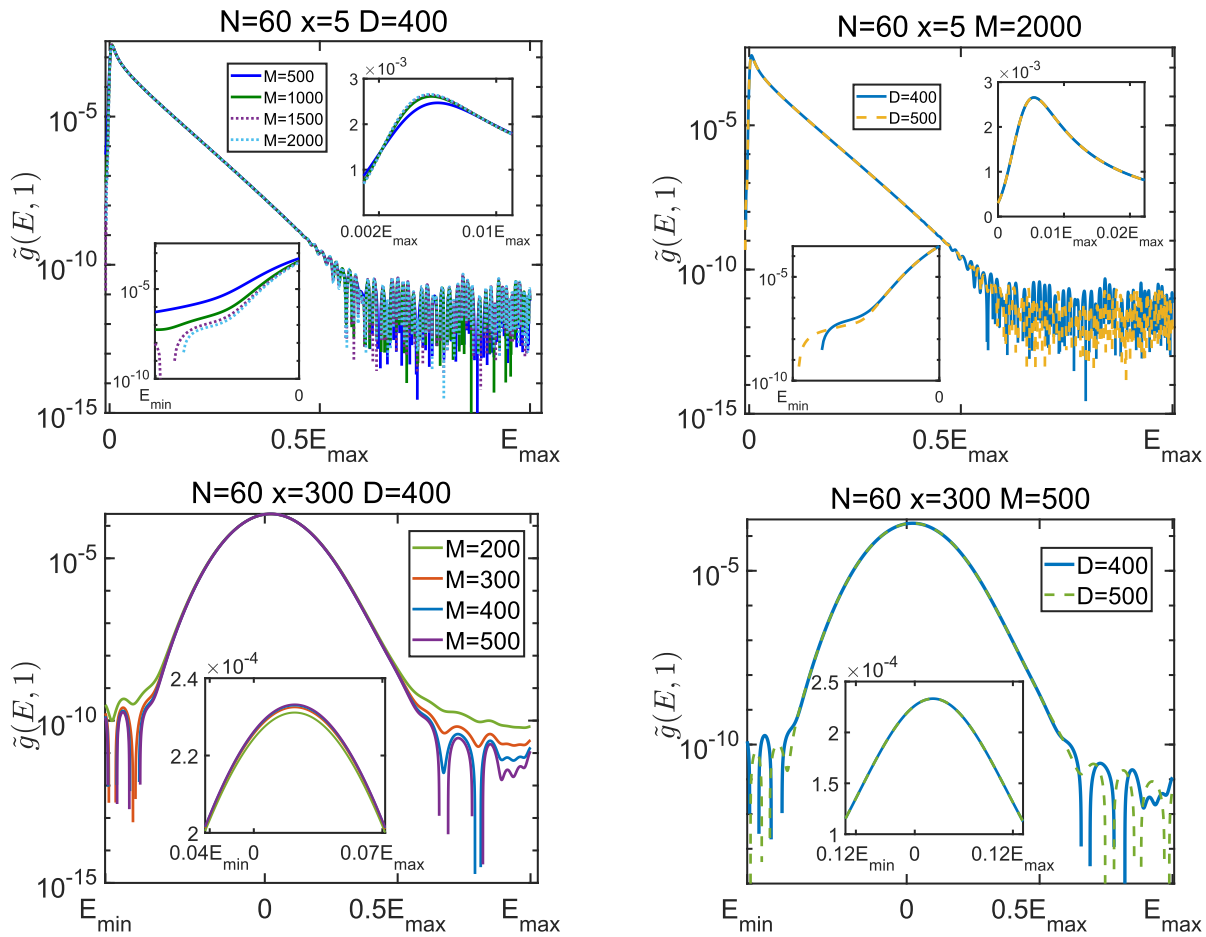 N=60 x=5 D=400
M=500
M=1000
M=1500
M=2000
×10⁻³
3
2
1
0
0.002E_max 0.01E_max
10⁻⁵
10⁻¹⁰
10⁻¹⁵
g̃(E, 1)
10⁻⁵
10⁻¹⁰
E_min 0
0 0.5E_max E_max
N=60 x=5 M=2000
D=400
D=500
×10⁻³
3
2
1
0
0 0.01E_max 0.02E_max
10⁻⁵
10⁻¹⁰
10⁻¹⁵
g̃(E, 1)
10⁻⁵
10⁻¹⁰
E_min 0
0 0.5E_max E_max
N=60 x=300 D=400
M=200
M=300
M=400
M=500
10⁻⁵
10⁻¹⁰
10⁻¹⁵
g̃(E, 1)
×10⁻⁴
2.4
2.2
2
0.04E_min 0 0.07E_max
E_min 0 0.5E_max E_max
N=60 x=300 M=500
D=400
D=500
10⁻⁵
10⁻¹⁰
g̃(E, 1)
×10⁻⁴
2.5
2
1.5
1
0.12E_min 0 0.12E_max
E_min 0 0.5E_max E_max